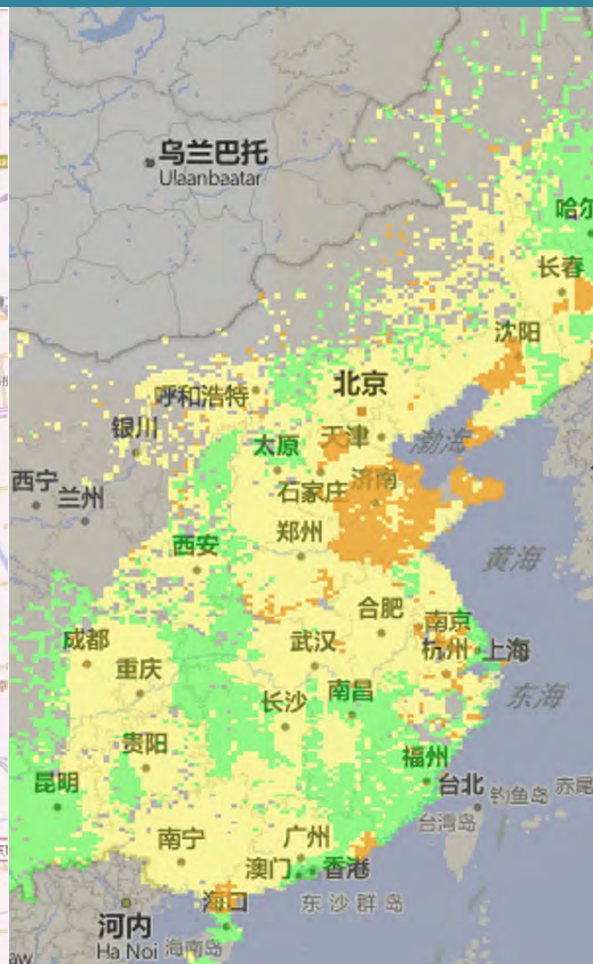 乌兰巴托
Ulaanbaatar
长春
沈阳
北京
呼和浩特
银川
天津
渤海
太原
西宁
兰州
石家庄
济南
郑州
西安
黄海
合肥
南京
成都
武汉
杭州
上海
重庆
东海
长沙
南昌
贵阳
福州
昆明
台北
钓鱼岛
赤尾
台湾岛
南宁
广州
澳门
香港
海口
东沙群岛
河内
Ha Noi
海南岛